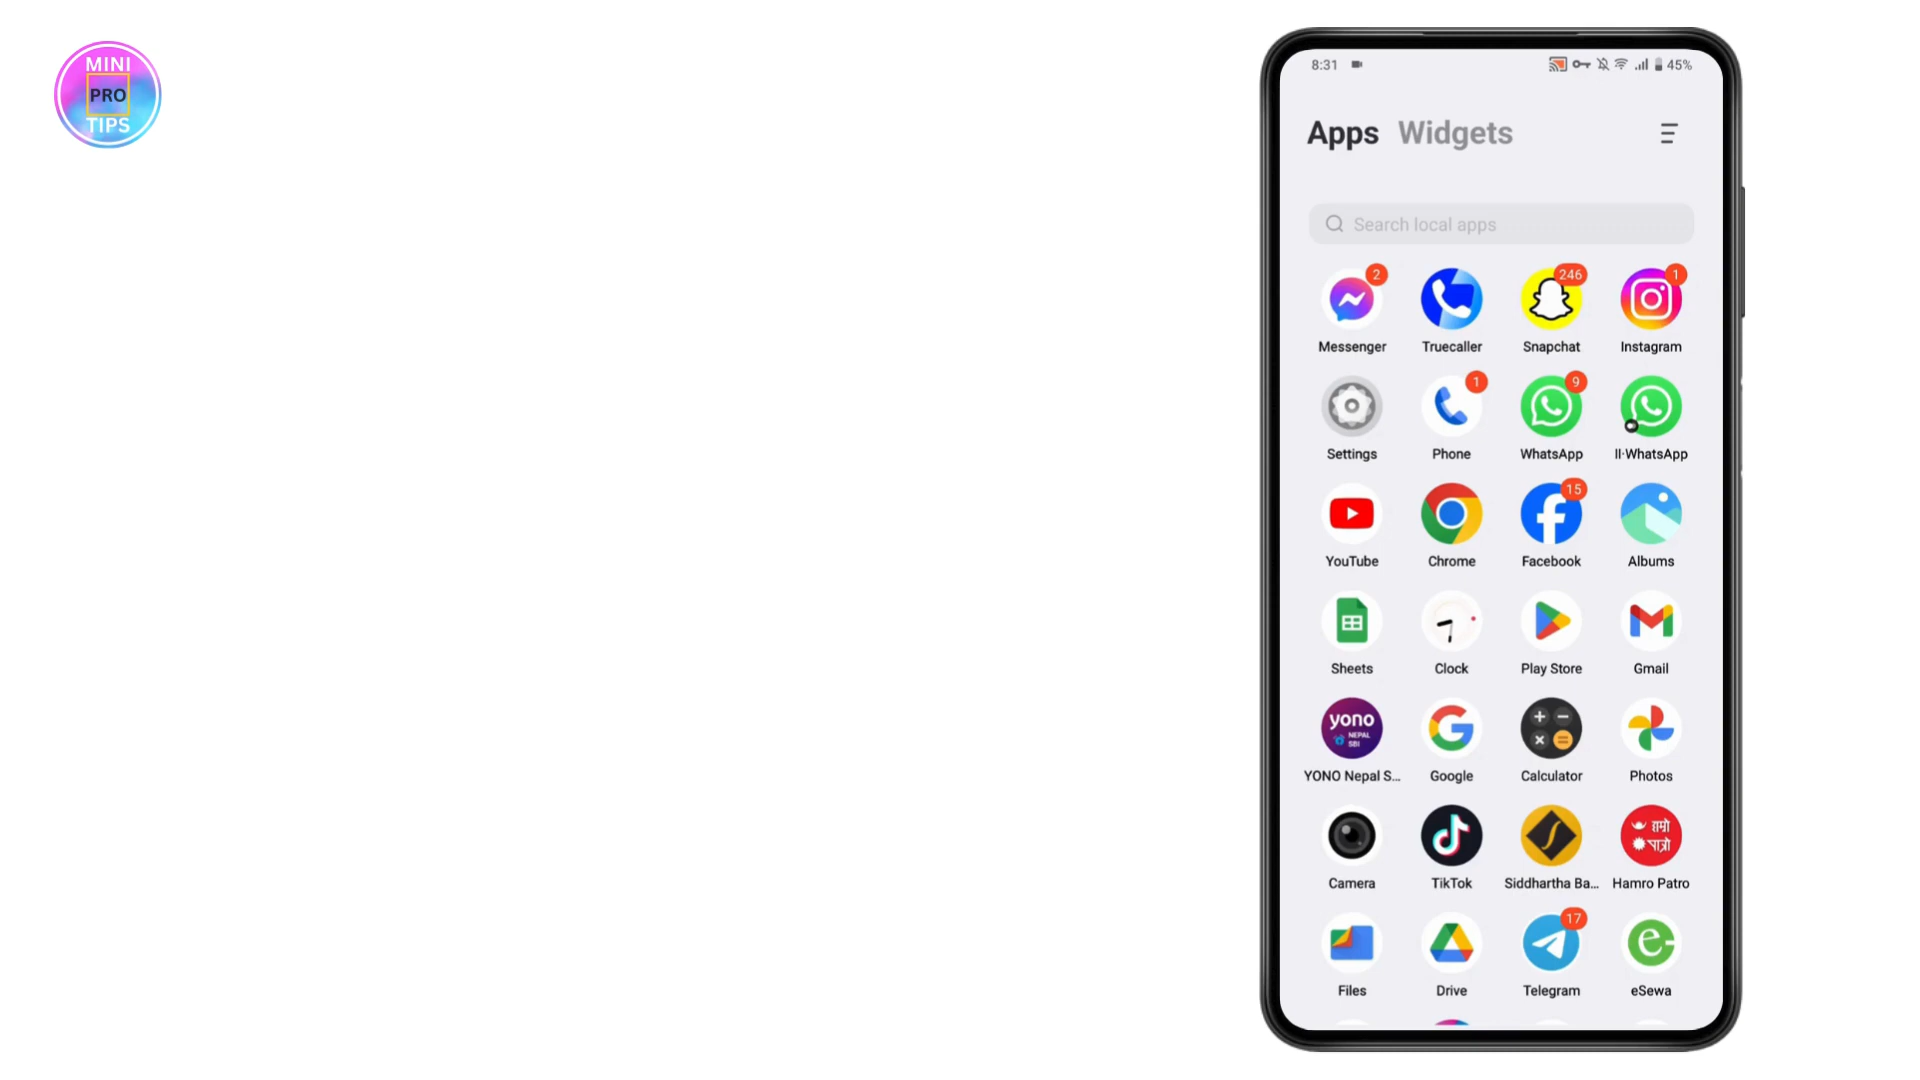 MINI
PRO
TIPS
8:31
45%
Apps Widgets
Search local apps
2
246
1
Messenger Truecaller Snapchat Instagram
1
9
Settings Phone WhatsApp II·WhatsApp
15
YouTube Chrome Facebook Albums
Sheets Clock Play Store Gmail
yono
NEPAL
SBI
YONO Nepal S... Google Calculator Photos
हाम्रो
पात्रो
Camera TikTok Siddhartha Ba... Hamro Patro
17
Files Drive Telegram eSewa